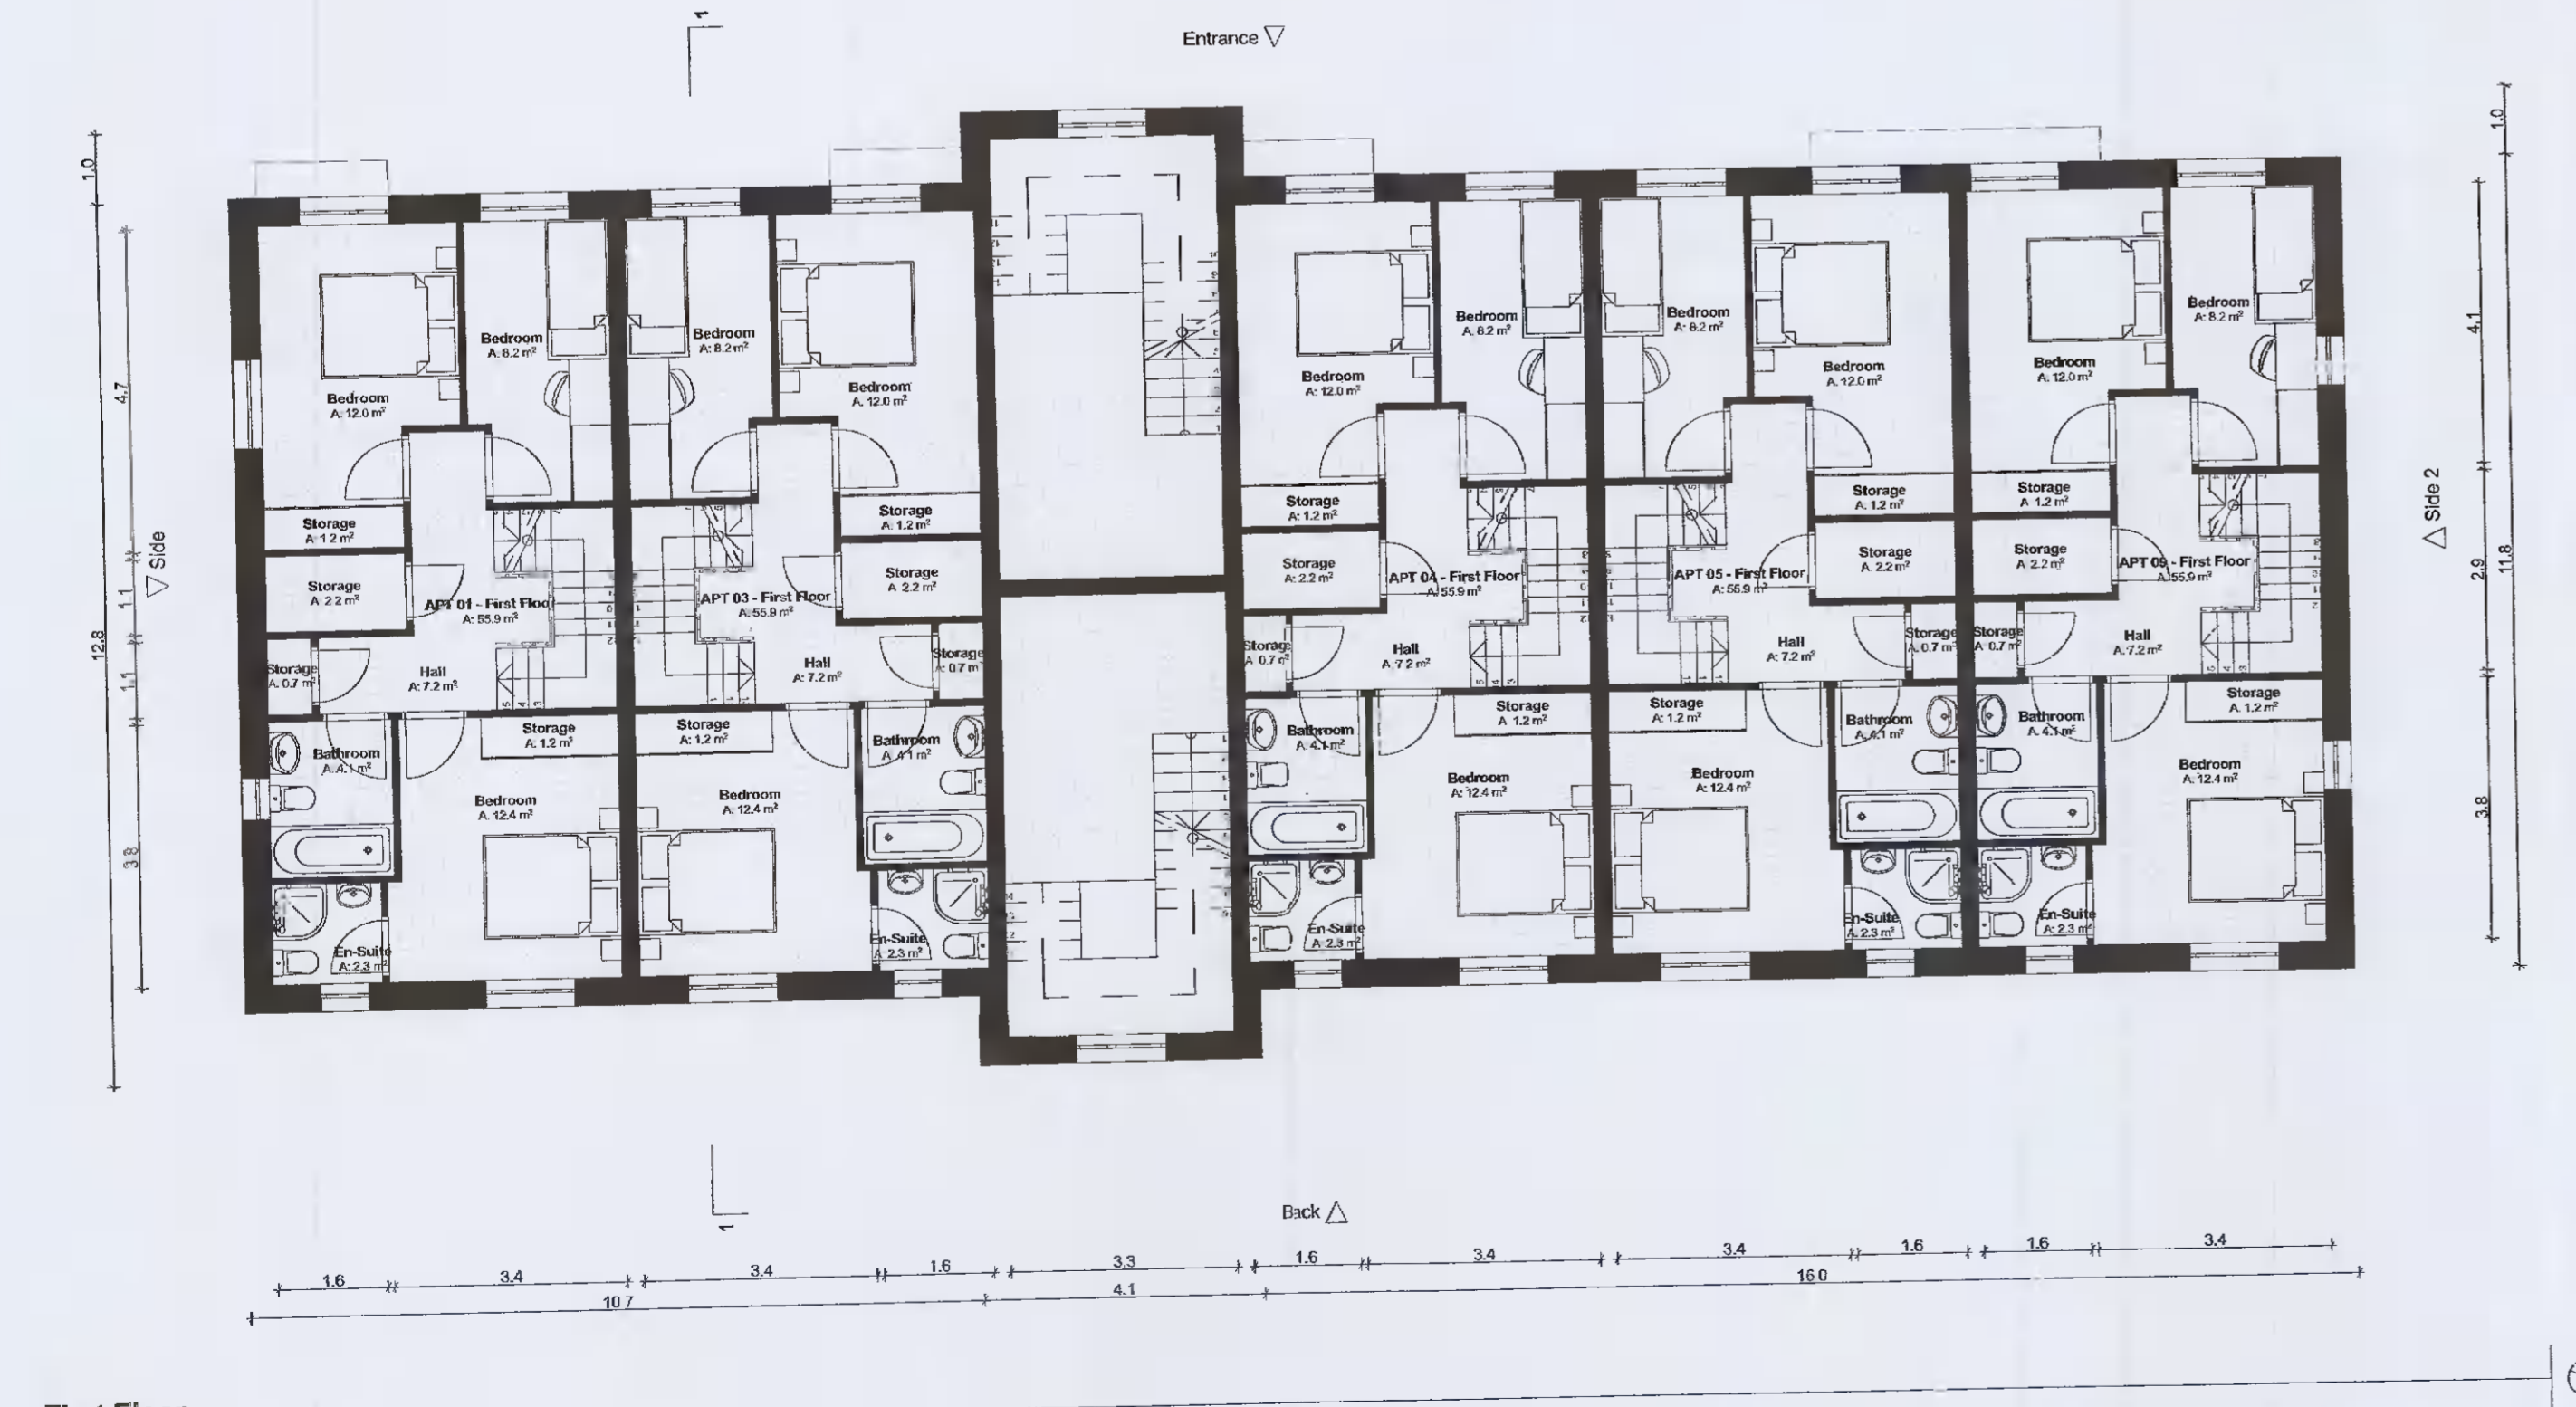 1
Entrance
1.0
4.7
12.8
1.1
1.1
3.8
Side
Bedroom
A: 12.0 m²
Bedroom
A: 8.2 m²
Storage
A: 1.2 m²
Storage
A: 2.2 m²
APT 01 - First Floor
A: 55.9 m²
Storage
A: 0.7 m²
Hall
A: 7.2 m²
Bathroom
A: 4.1 m²
Storage
A: 1.2 m²
Bedroom
A: 12.4 m²
En-Suite
A: 2.3 m²
Bedroom
A: 8.2 m²
Bedroom
A: 12.0 m²
Storage
A: 1.2 m²
Storage
A: 2.2 m²
APT 03 - First Floor
A: 55.9 m²
Hall
A: 7.2 m²
Storage
A: 0.7 m
Storage
A: 1.2 m²
Bathroom
A: 4.1 m²
Bedroom
A: 12.4 m²
En-Suite
A: 2.3 m²
Bedroom
A: 12.0 m²
Bedroom
A: 8.2 m²
Storage
A: 1.2 m²
Storage
A: 2.2 m²
APT 04 - First Floor
A: 55.9 m²
Storage
A: 0.7 m²
Hall
A: 7.2 m²
Bathroom
A: 4.1 m²
Storage
A: 1.2 m²
Bedroom
A: 12.4 m²
En-Suite
A: 2.3 m²
Bedroom
A: 8.2 m²
Bedroom
A: 12.0 m²
Storage
A: 1.2 m²
Storage
A: 2.2 m²
APT 05 - First Floor
A: 55.9 m²
Hall
A: 7.2 m²
Storage
A: 0.7 m²
Storage
A: 1.2 m²
Bathroom
A: 4.1 m²
Bedroom
A: 12.4 m²
En-Suite
A: 2.3 m²
Bedroom
A: 12.0 m²
Bedroom
A: 8.2 m²
Storage
A: 1.2 m²
Storage
A: 2.2 m²
APT 09 - First Floor
A: 55.9 m²
Storage
A: 0.7 m²
Hall
A: 7.2 m²
Bathroom
A: 4.1 m²
Storage
A: 1.2 m²
Bedroom
A: 12.4 m²
En-Suite
A: 2.3 m²
Side 2
1.0
4.1
2.9
11.8
3.8
1
Back
1.6 3.4 3.4 1.6 3.3 1.6 3.4 3.4 1.6 1.6 3.4
10.7 4.1 16.0